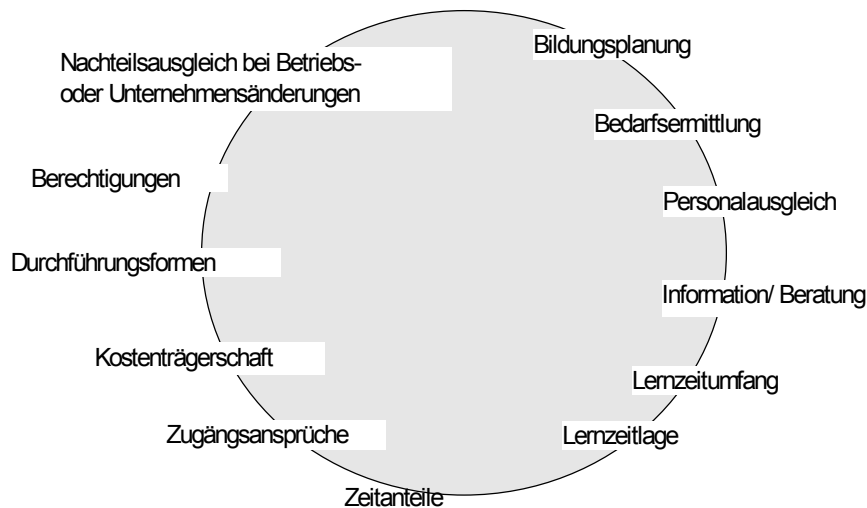 Bildungsplanung
Nachteilsausgleich bei Betriebs-
oder Unternehmensänderungen
Bedarfsermittlung
Berechtigungen
Personalausgleich
Durchführungsformen
Information/ Beratung
Kostenträgerschaft
Lernzeitumfang
Zugängsansprüche
Lernzeitlage
Zeitanteile